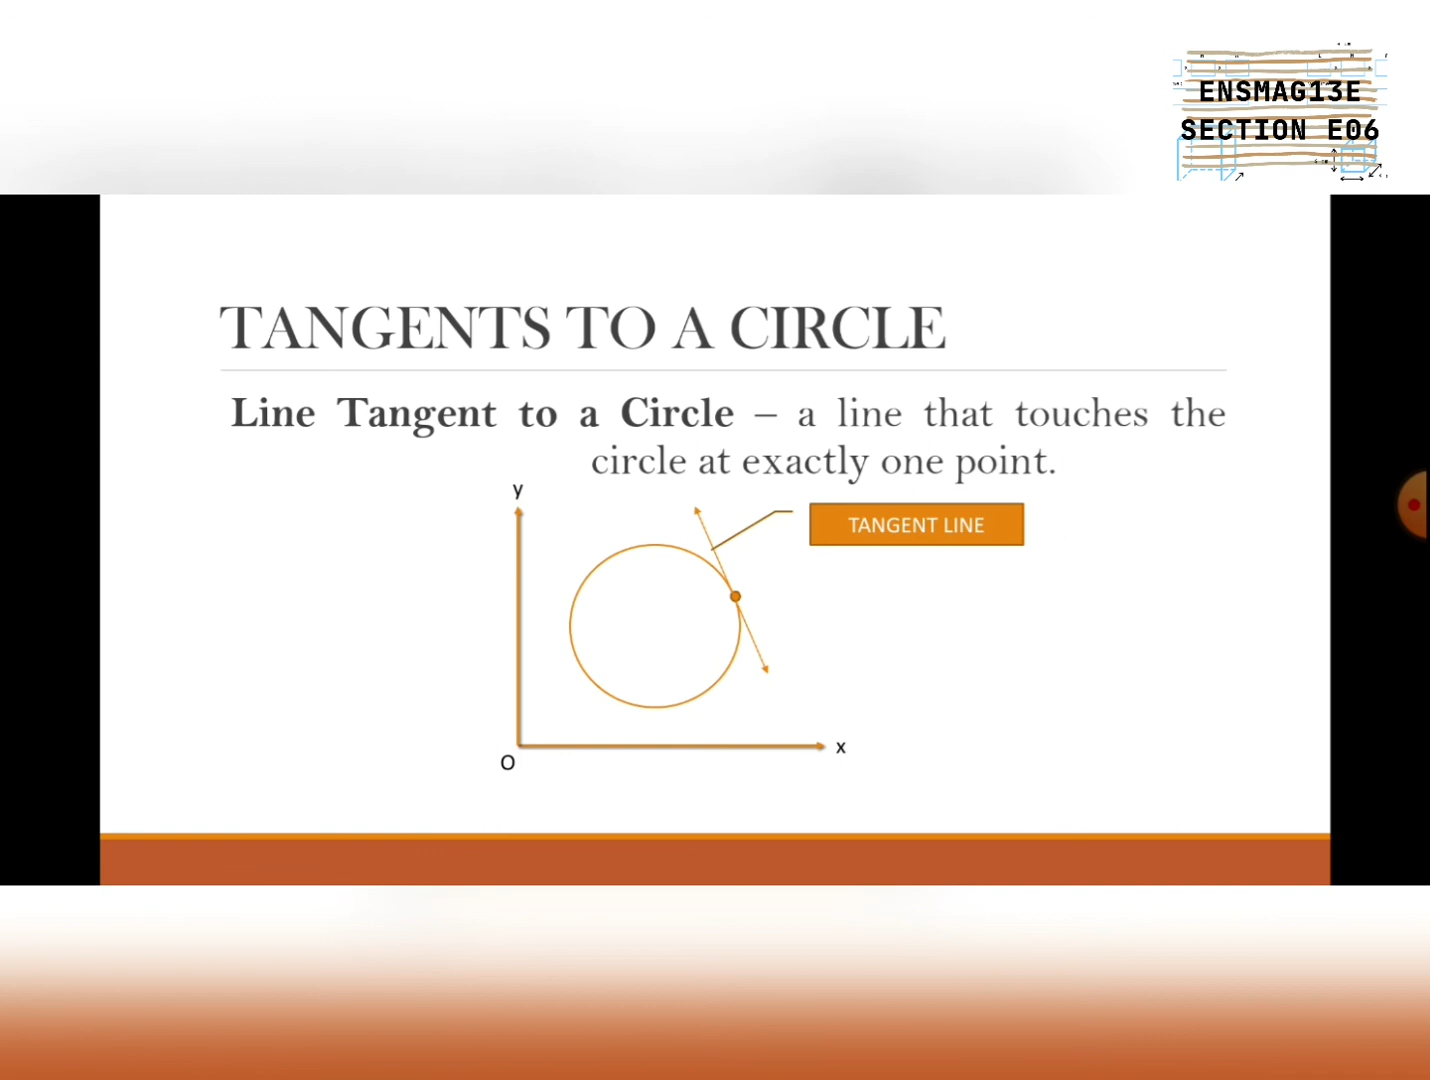 ENSMAG13E
SECTION E06
TANGENTS TO A CIRCLE
Line Tangent to a Circle – a line that touches the
circle at exactly one point.
y
TANGENT LINE
x
O